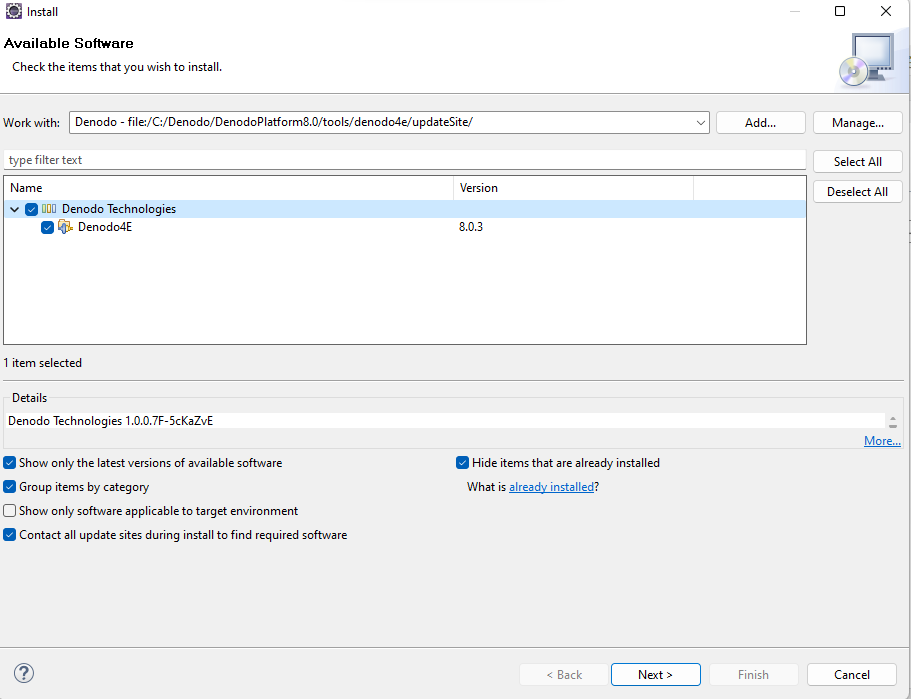 Install
Available Software
Check the items that you wish to install.
Work with: Denodo - file:/C:/Denodo/DenodoPlatform8.0/tools/denodo4e/updateSite/ Add... Manage...
type filter text Select All
Deselect All
Name Version
Denodo Technologies
Denodo4E 8.0.3
1 item selected
Details
Denodo Technologies 1.0.0.7F-5cKaZvE
More...
Show only the latest versions of available software Hide items that are already installed
Group items by category What is already installed?
Show only software applicable to target environment
Contact all update sites during install to find required software
? < Back Next > Finish Cancel